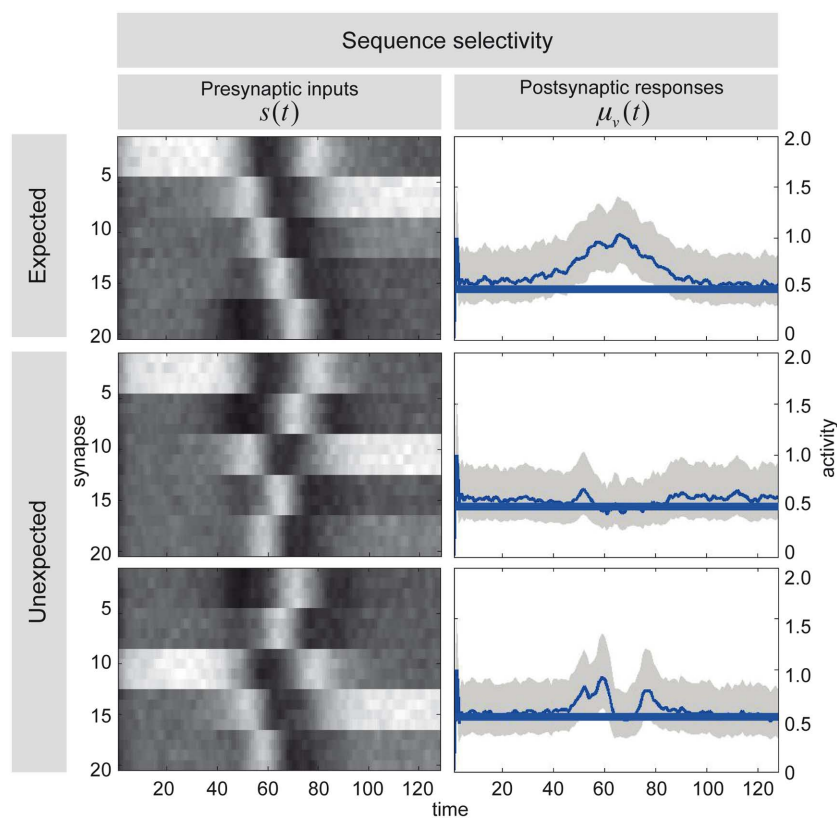 Sequence selectivity
Presynaptic inputs
s(t)
Postsynaptic responses
μ_v(t)
Expected
5
10
15
20
2.0
1.5
1.0
0.5
0
Unexpected
synapse
5
10
15
20
2.0
1.5
1.0
0.5
0
activity
5
10
15
20
2.0
1.5
1.0
0.5
0
20 40 60 80 100 120
20 40 60 80 100 120
time